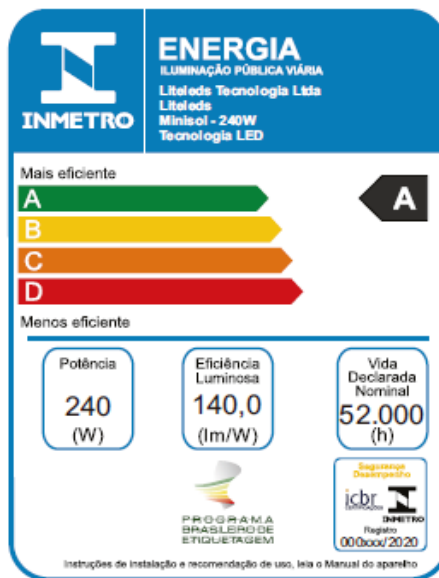 INMETRO
ENERGIA
ILUMINAÇÃO PÚBLICA VIÁRIA
Liteleds Tecnologia Ltda
Liteleds
Minisol - 240W
Tecnologia LED
Mais eficiente
A
A
B
C
D
Menos eficiente
Potência
240
(W)
Eficiência
Luminosa
140,0
(lm/W)
Vida
Declarada
Nominal
52.000
(h)
PROGRAMA
BRASILEIRO DE
ETIQUETAGEM
Segurança
Desempenho
icbr
CERTIFICAÇÕES
INMETRO
Registro
000xxx/2020
Instruções de instalação e recomendação de uso, leia o Manual do aparelho